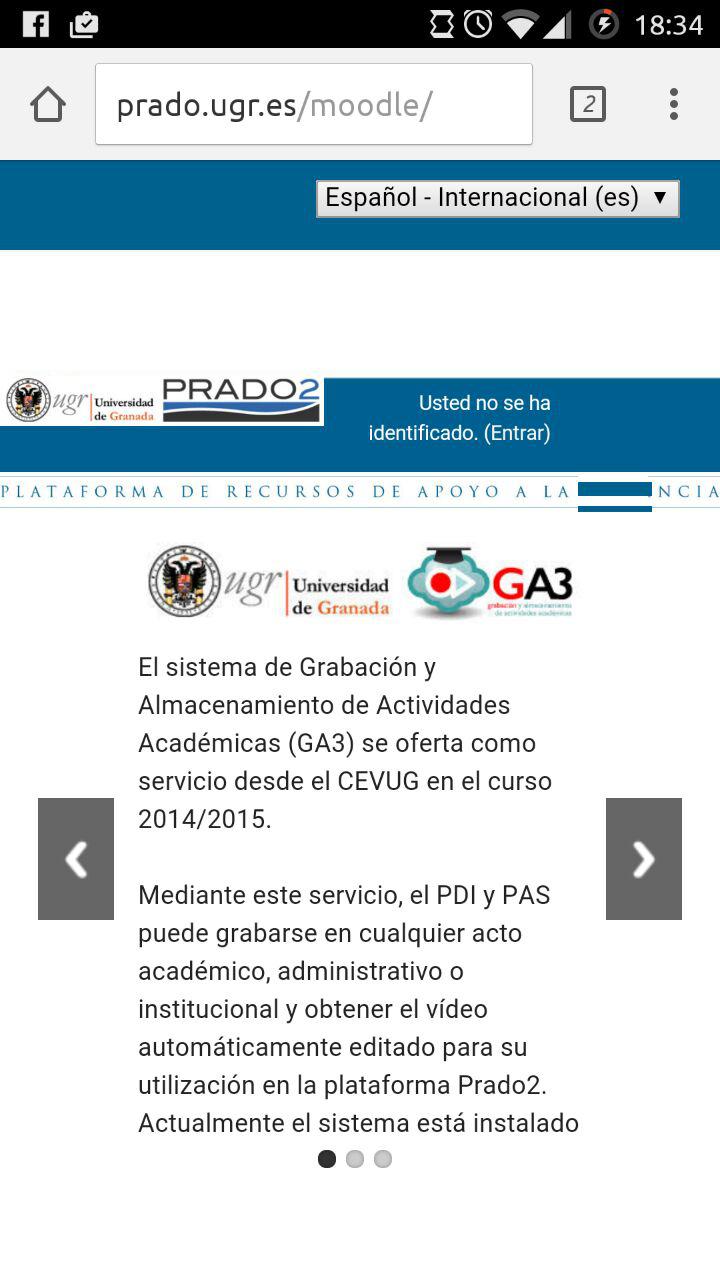 18:34
prado.ugr.es/moodle/
2
Español - Internacional (es)
ugr Universidad
de Granada
PRADO2
Usted no se ha
identificado. (Entrar)
PLATAFORMA DE RECURSOS DE APOYO A LA NCIA
ugr Universidad
de Granada
GA3
grabación y almacenamiento
de actividades académicas
El sistema de Grabación y
Almacenamiento de Actividades
Académicas (GA3) se oferta como
servicio desde el CEVUG en el curso
2014/2015.
Mediante este servicio, el PDI y PAS
puede grabarse en cualquier acto
académico, administrativo o
institucional y obtener el vídeo
automáticamente editado para su
utilización en la plataforma Prado2.
Actualmente el sistema está instalado